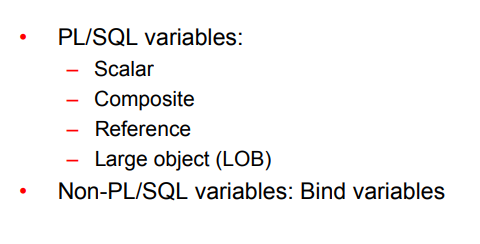 • PL/SQL variables:
– Scalar
– Composite
– Reference
– Large object (LOB)
• Non-PL/SQL variables: Bind variables